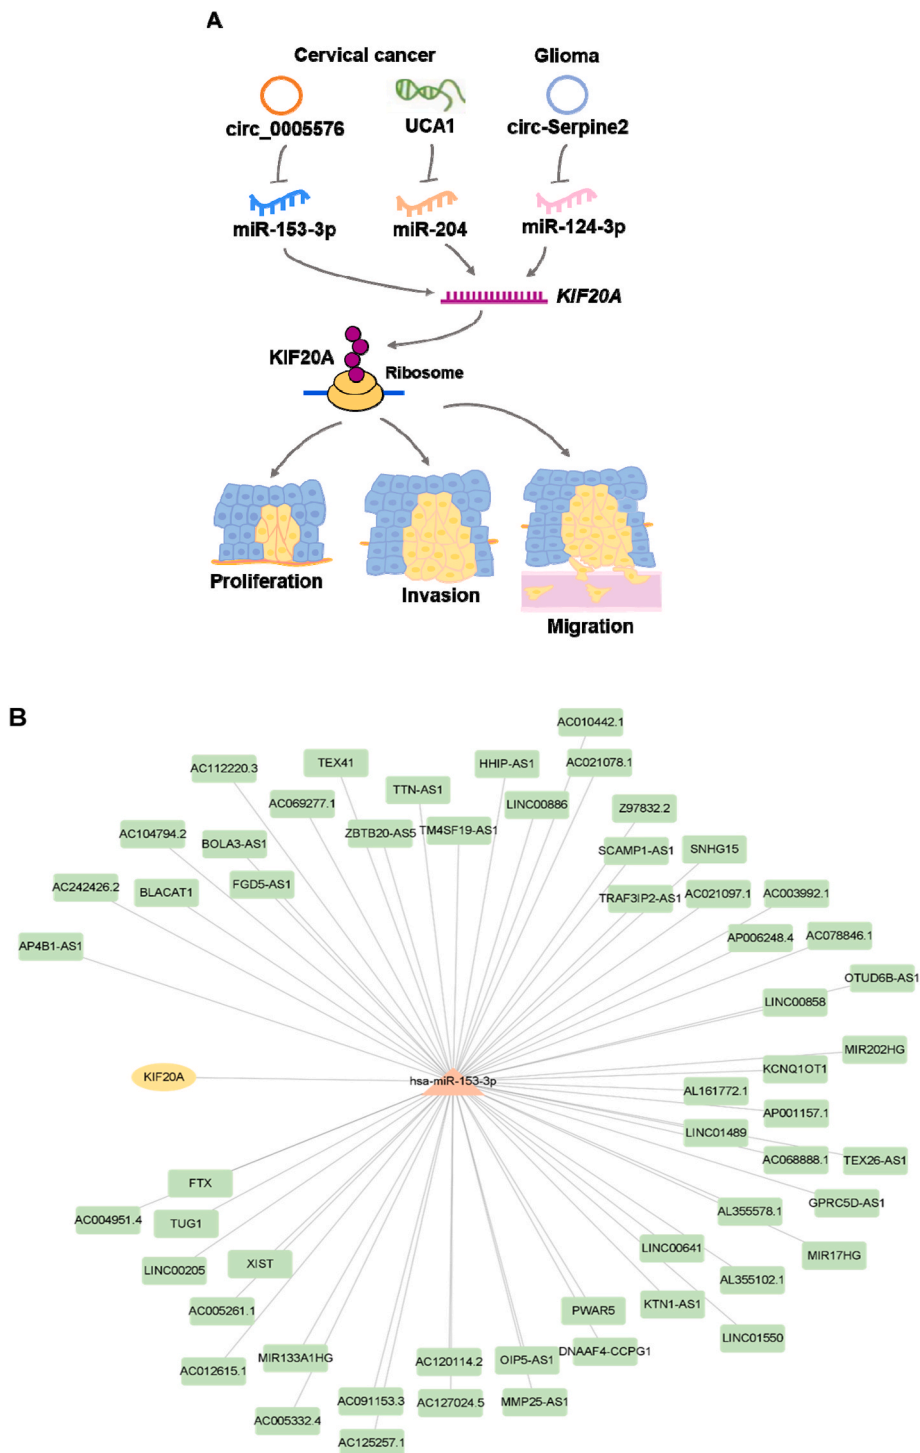 A
Cervical cancer
Glioma
circ_0005576
UCA1
circ-Serpine2
miR-153-3p
miR-204
miR-124-3p
KIF20A
KIF20A
Ribosome
Proliferation
Invasion
Migration
B
AC010442.1
AC112220.3
TEX41
HHIP-AS1
AC021078.1
TTN-AS1
AC069277.1
LINC00886
Z97832.2
AC104794.2
BOLA3-AS1
ZBTB20-AS5
TM4SF19-AS1
SCAMP1-AS1
SNHG15
AC242426.2
BLACAT1
FGD5-AS1
TRAF3IP2-AS1
AC021097.1
AC003992.1
AP4B1-AS1
AP006248.4
AC078846.1
OTUD6B-AS1
LINC00858
MIR202HG
KCNQ1OT1
KIF20A
hsa-miR-153-3p
AL161772.1
AP001157.1
LINC01489
AC068888.1
TEX26-AS1
FTX
GPRC5D-AS1
AC004951.4
TUG1
AL355578.1
LINC00205
XIST
LINC00641
MIR17HG
AL355102.1
AC005261.1
PWAR5
KTN1-AS1
LINC01550
AC012615.1
MIR133A1HG
AC120114.2
OIP5-AS1
DNAAF4-CCPG1
AC091153.3
AC127024.5
MMP25-AS1
AC005332.4
AC125257.1